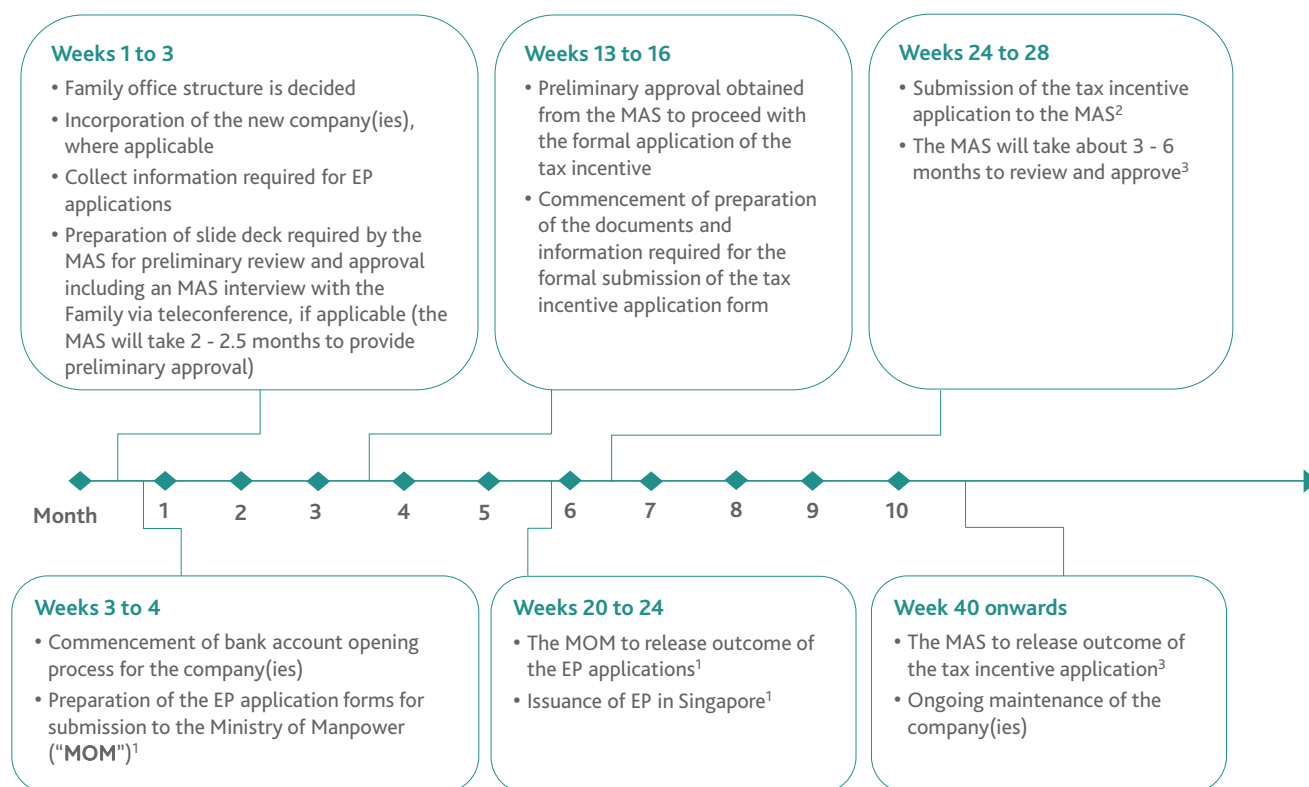 Weeks 1 to 3
• Family office structure is decided
• Incorporation of the new company(ies),
where applicable
• Collect information required for EP
applications
• Preparation of slide deck required by the
MAS for preliminary review and approval
including an MAS interview with the
Family via teleconference, if applicable (the
MAS will take 2 - 2.5 months to provide
preliminary approval)
Weeks 13 to 16
• Preliminary approval obtained
from the MAS to proceed with
the formal application of the
tax incentive
• Commencement of preparation
of the documents and
information required for the
formal submission of the tax
incentive application form
Weeks 24 to 28
• Submission of the tax incentive
application to the MAS²
• The MAS will take about 3 - 6
months to review and approve³
Month 1 2 3 4 5 6 7 8 9 10
Weeks 3 to 4
• Commencement of bank account opening
process for the company(ies)
• Preparation of the EP application forms for
submission to the Ministry of Manpower
(“MOM”)¹
Weeks 20 to 24
• The MOM to release outcome of
the EP applications¹
• Issuance of EP in Singapore¹
Week 40 onwards
• The MAS to release outcome of
the tax incentive application³
• Ongoing maintenance of the
company(ies)